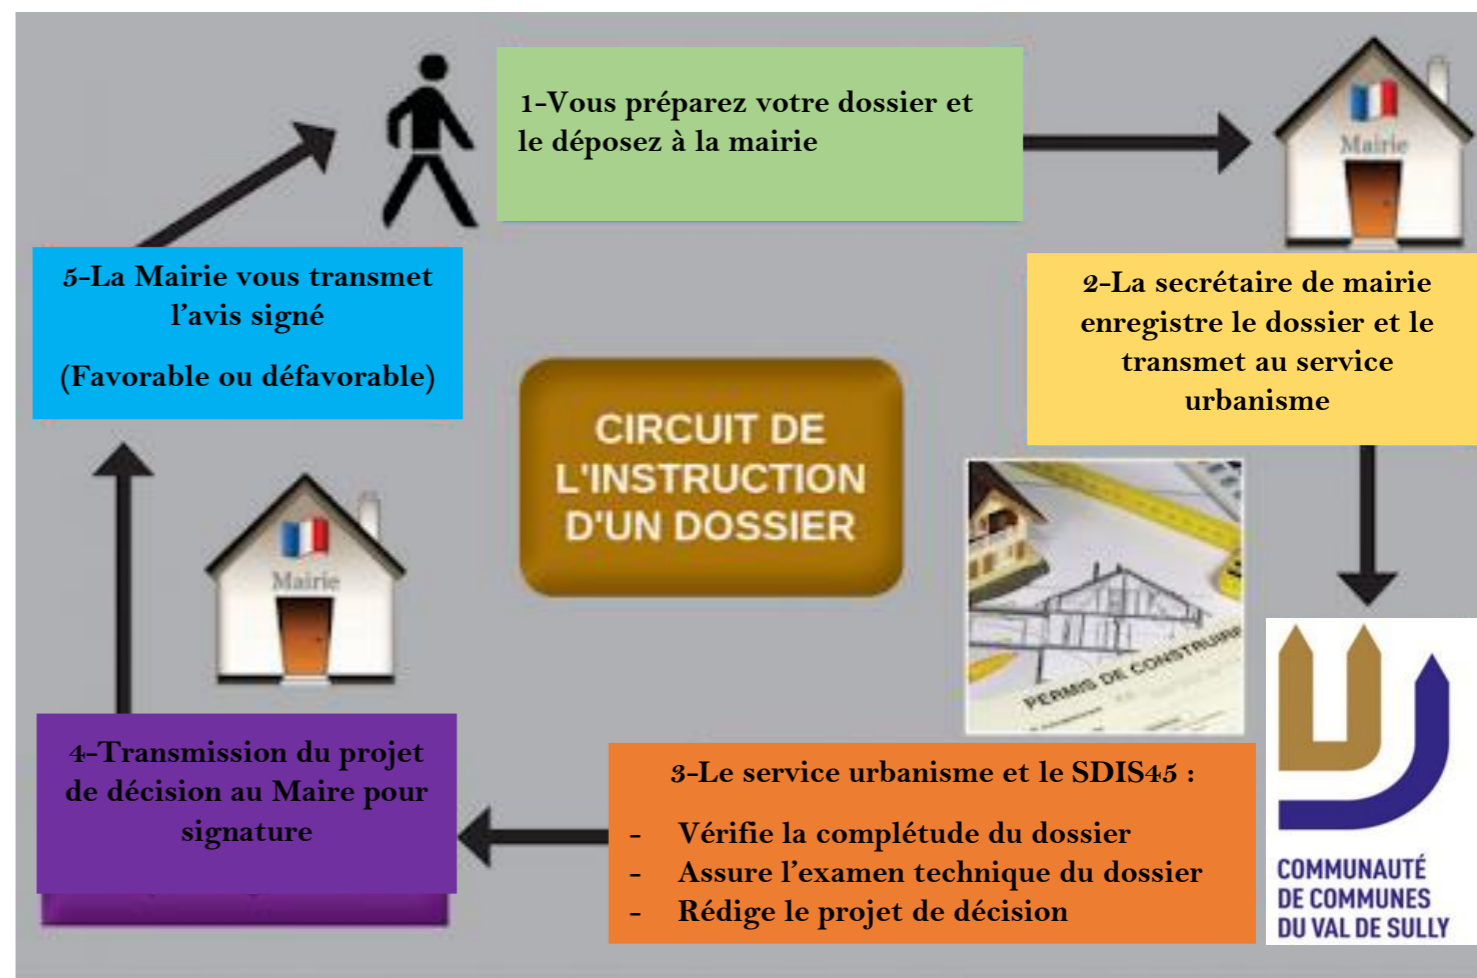 1-Vous préparez votre dossier et
le déposez à la mairie
Mairie
2-La secrétaire de mairie
enregistre le dossier et le
transmet au service
urbanisme
5-La Mairie vous transmet
l’avis signé
(Favorable ou défavorable)
CIRCUIT DE
L'INSTRUCTION
D'UN DOSSIER
Mairie
PERMIS DE CONSTRUIRE
4-Transmission du projet
de décision au Maire pour
signature
3-Le service urbanisme et le SDIS45 :
- Vérifie la complétude du dossier
- Assure l’examen technique du dossier
- Rédige le projet de décision
COMMUNAUTÉ
DE COMMUNES
DU VAL DE SULLY